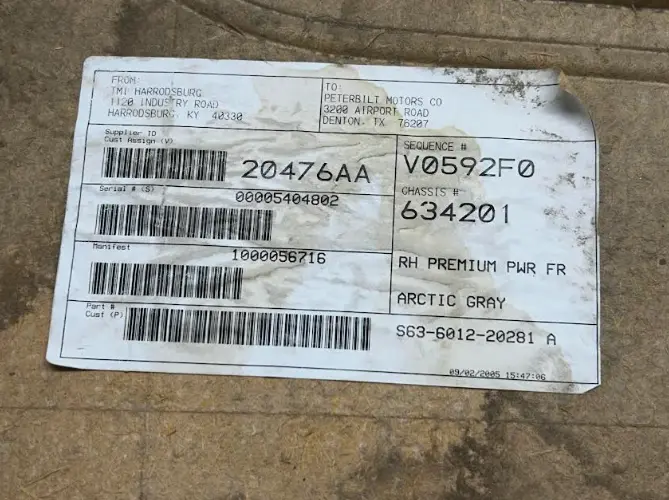 FROM:
TMI HARRODSBURG
1120 INDUSTRY ROAD
HARRODSBURG, KY 40330
TO:
PETERBILT MOTORS CO
3200 AIRPORT ROAD
DENTON, TX 76207
Supplier ID
Cust Assign (V)
20476AA
Serial # (S)
00005404802
Manifest
1000056716
Part #
Cust (P)
SEQUENCE #
V0592F0
CHASSIS #
634201
RH PREMIUM PWR FR
ARCTIC GRAY
S63-6012-20281 A
09/02/2005 15:47:06